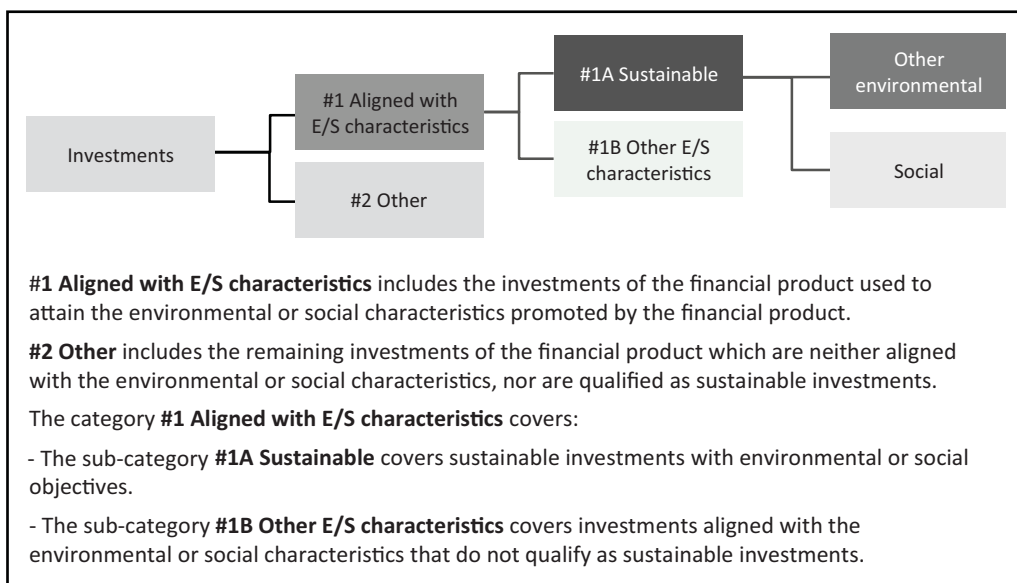 Investments
#1 Aligned with
E/S characteristics
#2 Other
#1A Sustainable
#1B Other E/S
characteristics
Other
environmental
Social
#1 Aligned with E/S characteristics includes the investments of the financial product used to
attain the environmental or social characteristics promoted by the financial product.
#2 Other includes the remaining investments of the financial product which are neither aligned
with the environmental or social characteristics, nor are qualified as sustainable investments.
The category #1 Aligned with E/S characteristics covers:
- The sub-category #1A Sustainable covers sustainable investments with environmental or social
objectives.
- The sub-category #1B Other E/S characteristics covers investments aligned with the
environmental or social characteristics that do not qualify as sustainable investments.